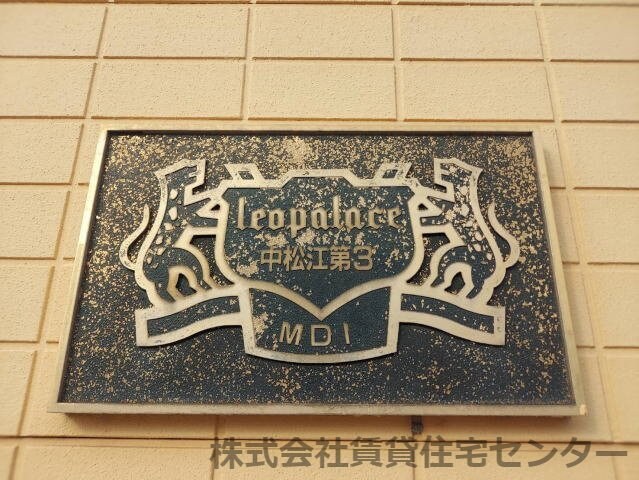 leopalace
中松江第3
MDI
株式会社賃貸住宅センター